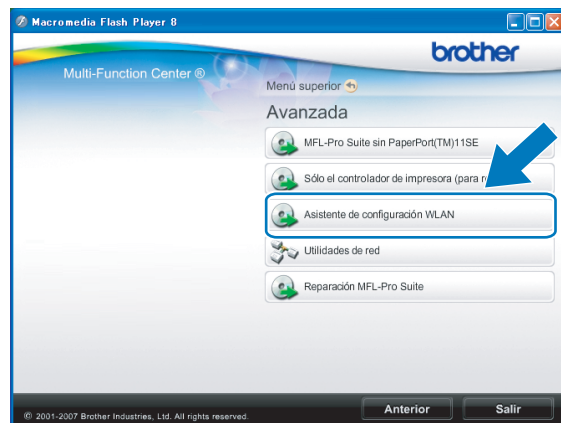 Macromedia Flash Player 8
brother
Multi-Function Center ®
Menú superior
Avanzada
MFL-Pro Suite sin PaperPort(TM)11SE
Sólo el controlador de impresora (para
Asistente de configuración WLAN
Utilidades de red
Reparación MFL-Pro Suite
© 2001-2007 Brother Industries, Ltd. All rights reserved.
Anterior
Salir